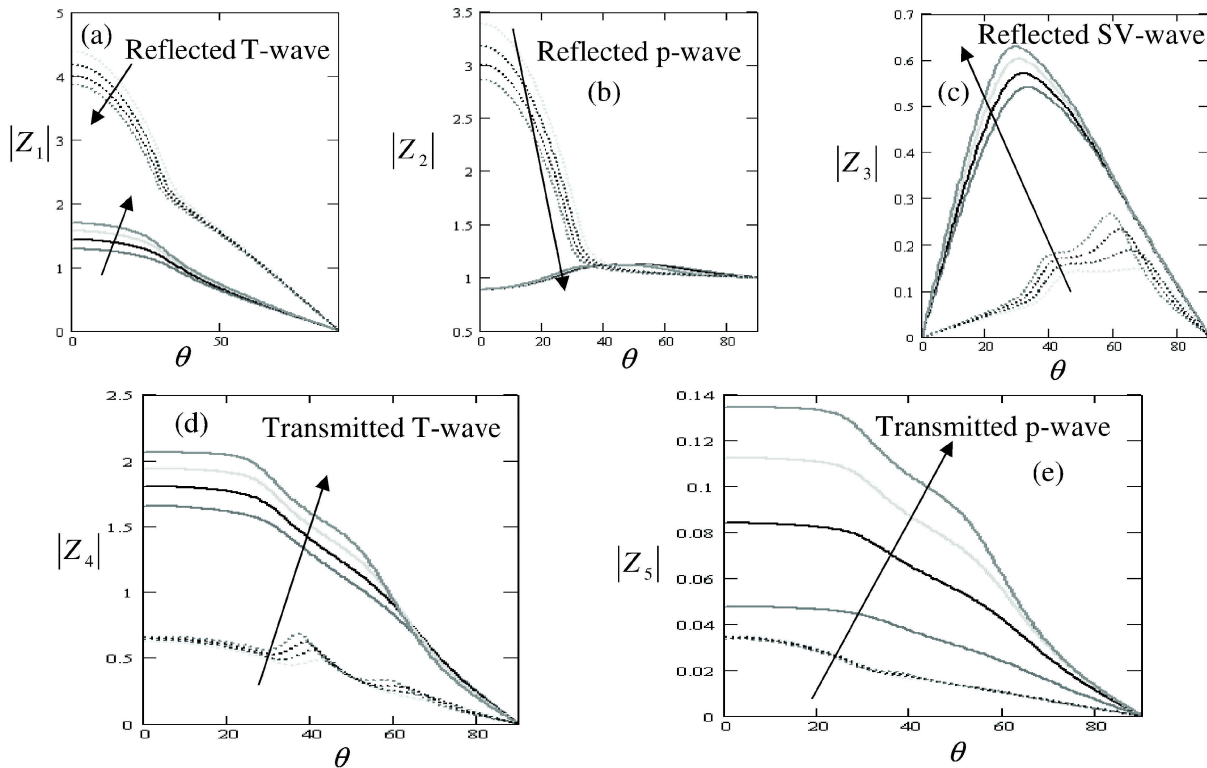 (a)
Reflected T-wave
|Z₁|
5
4
3
2
1
0
50
θ
Reflected p-wave
(b)
|Z₂|
3.5
3
2.5
2
1.5
1
0.5
0 20 40 60 80
θ
Reflected SV-wave
(c)
|Z₃|
0.7
0.6
0.5
0.4
0.3
0.2
0.1
0
0 20 40 60 80
θ
(d)
Transmitted T-wave
|Z₄|
2.5
2
1.5
1
0.5
0
0 20 40 60 80
θ
Transmitted p-wave
(e)
|Z₅|
0.14
0.12
0.1
0.08
0.06
0.04
0.02
0
0 20 40 60 80
θ